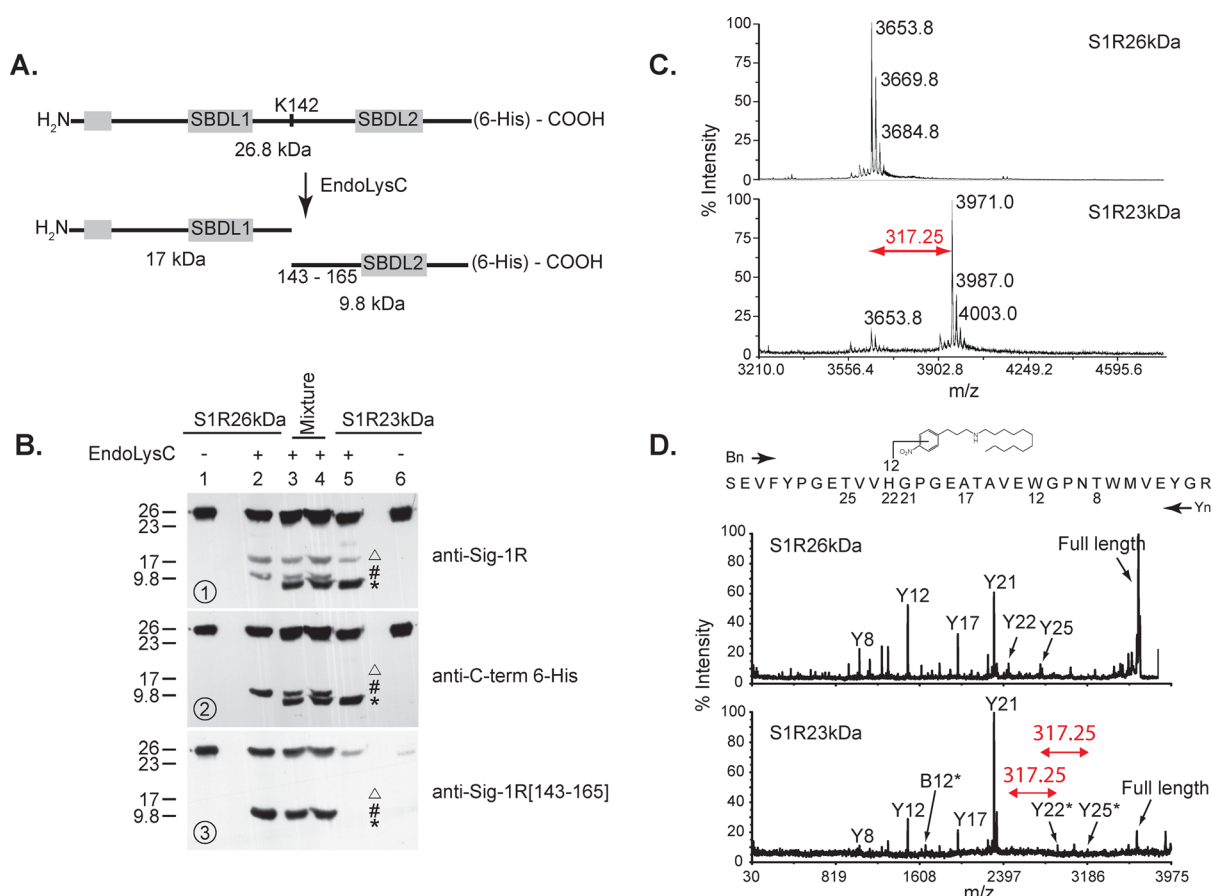 A.
H2N
SBDL1
K142
SBDL2
(6-His) - COOH
26.8 kDa
EndoLysC
H2N
SBDL1
17 kDa
143 - 165
SBDL2
(6-His) - COOH
9.8 kDa
B.
S1R26kDa
Mixture
S1R23kDa
EndoLysC - + + + + -
1 2 3 4 5 6
26
23
17
9.8
△
#
*
1
anti-Sig-1R
26
23
17
9.8
△
#
*
2
anti-C-term 6-His
26
23
17
9.8
△
#
*
3
anti-Sig-1R[143-165]
C.
% Intensity
100
75
50
25
0
3653.8
3669.8
3684.8
S1R26kDa
100
75
50
25
0
3971.0
S1R23kDa
317.25
3987.0
4003.0
3653.8
3210.0 3556.4 3902.8 4249.2 4595.6
m/z
D.
O2N
H
N
12
Bn
S E V F Y P G E T V V H G P G E A T A V E W G P N T W M V E Y G R
25 22 21 17 12 8
Yn
% Intensity
100
80
60
40
20
0
S1R26kDa
Full length
Y8
Y12
Y17
Y21
Y22
Y25
100
80
60
40
20
0
S1R23kDa
Y21
317.25
317.25
Y8
Y12
B12*
Y17
Y22*
Y25*
Full length
30 819 1608 2397 3186 3975
m/z